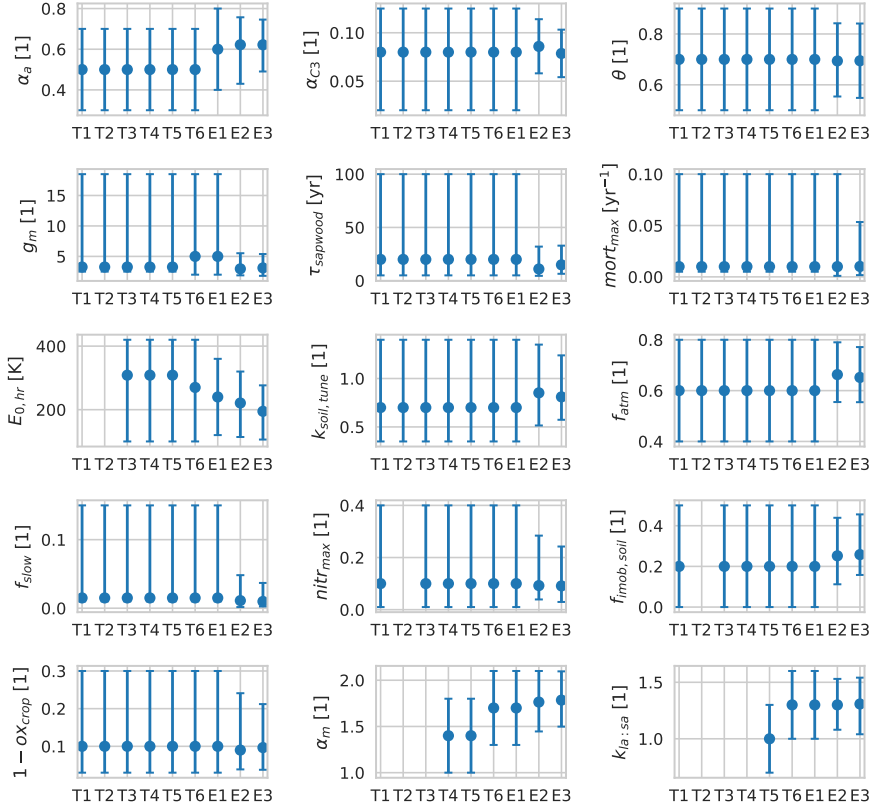 α_a [1]
0.8
0.6
0.4
T1 T2 T3 T4 T5 T6 E1 E2 E3
α_C3 [1]
0.10
0.05
T1 T2 T3 T4 T5 T6 E1 E2 E3
θ [1]
0.8
0.6
T1 T2 T3 T4 T5 T6 E1 E2 E3
g_m [1]
15
10
5
T1 T2 T3 T4 T5 T6 E1 E2 E3
τ_sapwood [yr]
100
50
0
T1 T2 T3 T4 T5 T6 E1 E2 E3
mort_max [yr⁻¹]
0.10
0.05
0.00
T1 T2 T3 T4 T5 T6 E1 E2 E3
E_0,hr [K]
400
200
T1 T2 T3 T4 T5 T6 E1 E2 E3
k_soil,tune [1]
1.0
0.5
T1 T2 T3 T4 T5 T6 E1 E2 E3
f_atm [1]
0.8
0.6
0.4
T1 T2 T3 T4 T5 T6 E1 E2 E3
f_slow [1]
0.1
0.0
T1 T2 T3 T4 T5 T6 E1 E2 E3
nitr_max [1]
0.4
0.2
0.0
T1 T2 T3 T4 T5 T6 E1 E2 E3
f_imob,soil [1]
0.4
0.2
0.0
T1 T2 T3 T4 T5 T6 E1 E2 E3
1 − ox_crop [1]
0.3
0.2
0.1
T1 T2 T3 T4 T5 T6 E1 E2 E3
α_m [1]
2.0
1.5
1.0
T1 T2 T3 T4 T5 T6 E1 E2 E3
k_la:sa [1]
1.5
1.0
T1 T2 T3 T4 T5 T6 E1 E2 E3